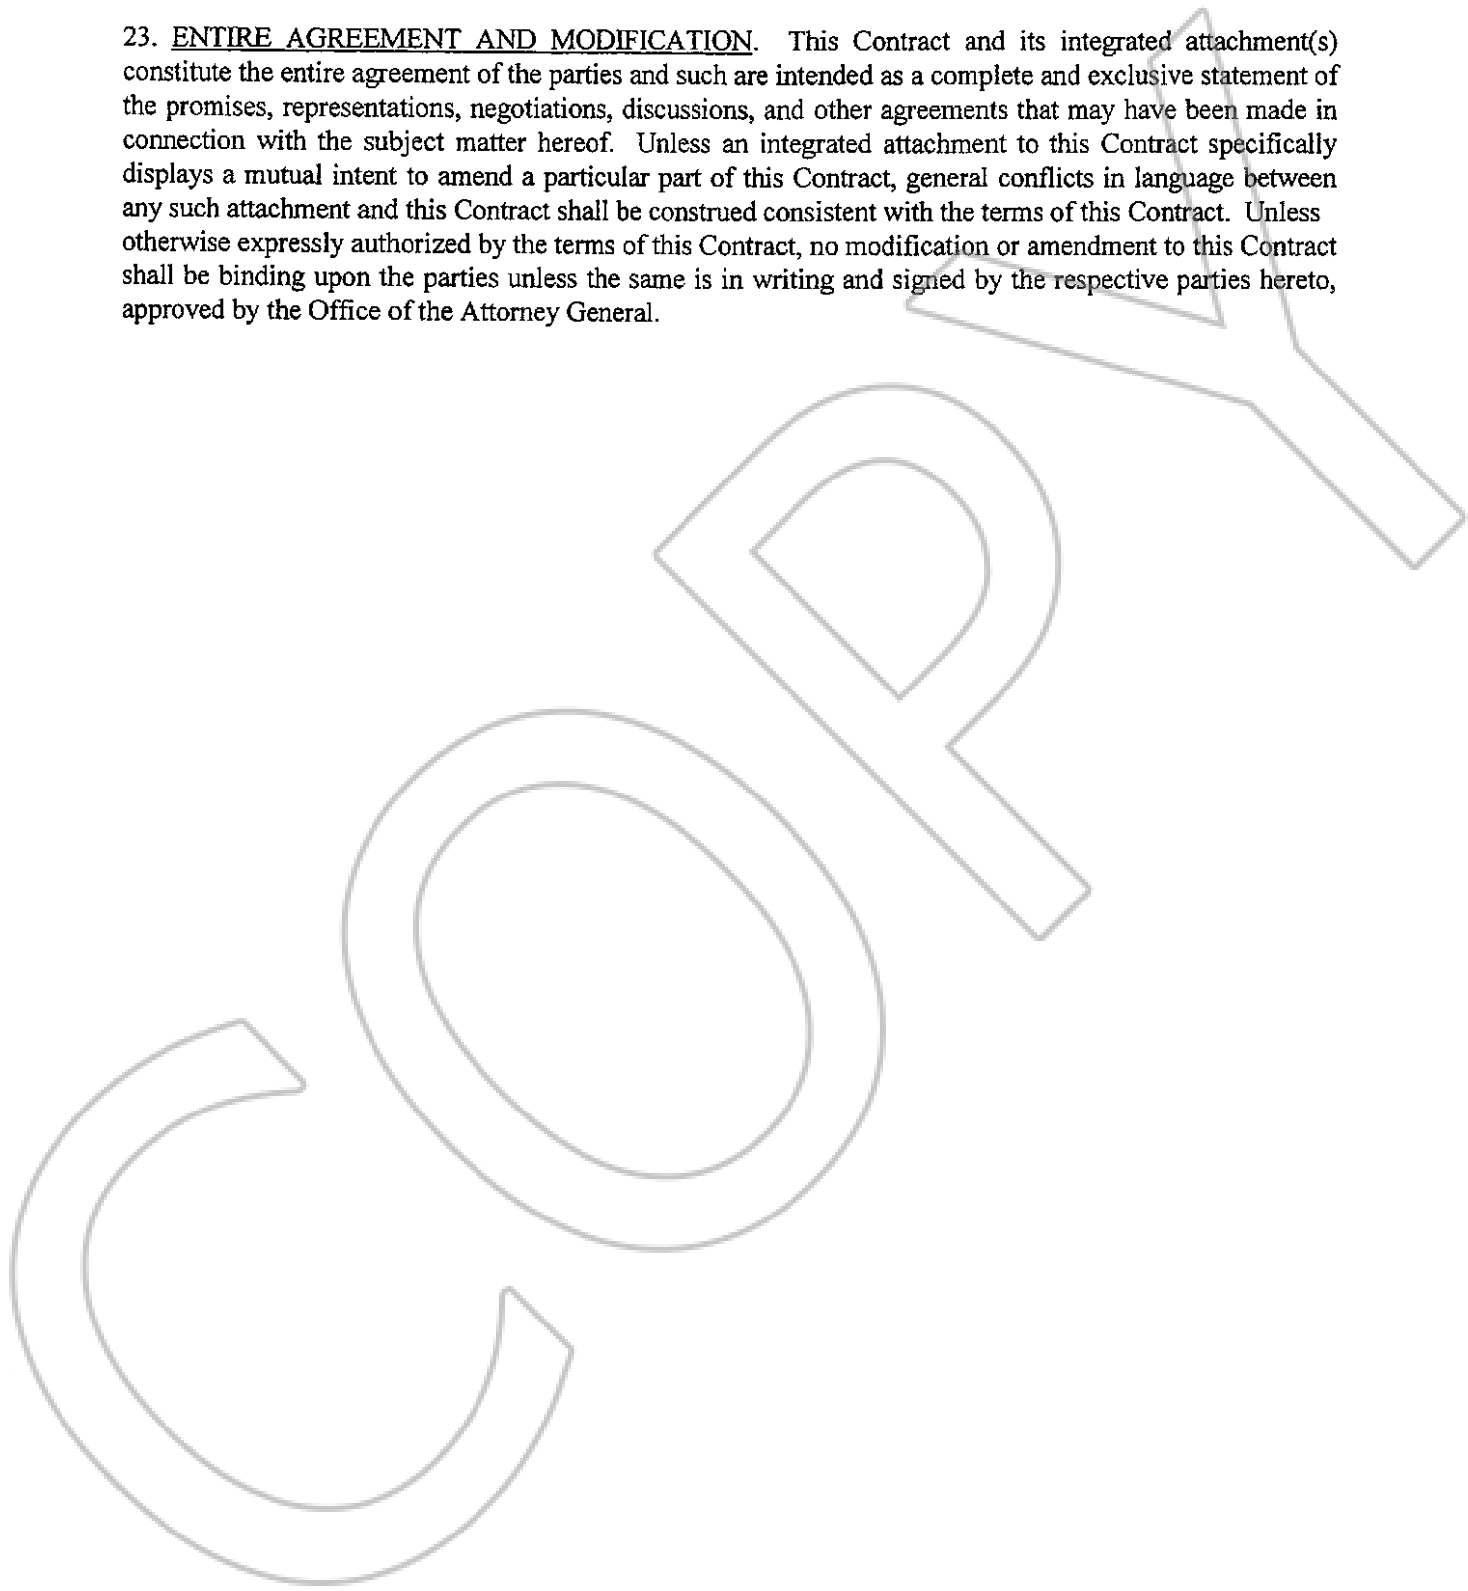 23. ENTIRE AGREEMENT AND MODIFICATION. This Contract and its integrated attachment(s)
constitute the entire agreement of the parties and such are intended as a complete and exclusive statement of
the promises, representations, negotiations, discussions, and other agreements that may have been made in
connection with the subject matter hereof. Unless an integrated attachment to this Contract specifically
displays a mutual intent to amend a particular part of this Contract, general conflicts in language between
any such attachment and this Contract shall be construed consistent with the terms of this Contract. Unless
otherwise expressly authorized by the terms of this Contract, no modification or amendment to this Contract
shall be binding upon the parties unless the same is in writing and signed by the respective parties hereto,
approved by the Office of the Attorney General.
COPY